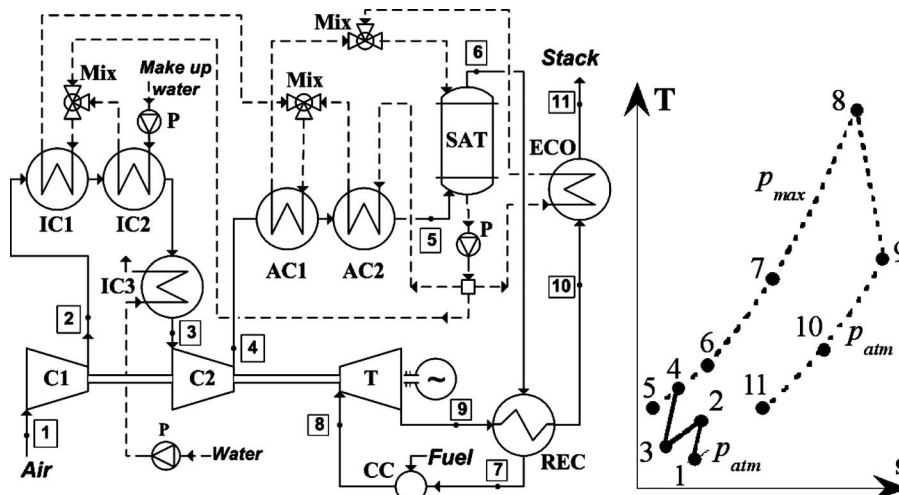 Mix
6
Stack
Mix
Make up
water
Mix
P
11
T
8
SAT
ECO
p max
IC1
IC2
5
P
7
9
AC1
AC2
10
IC3
10
p atm
2
3
4
6
4
5
11
2
C1
C2
T
~
3
p atm
1
8
9
1
P
Water
Fuel
7
REC
Air
CC
s